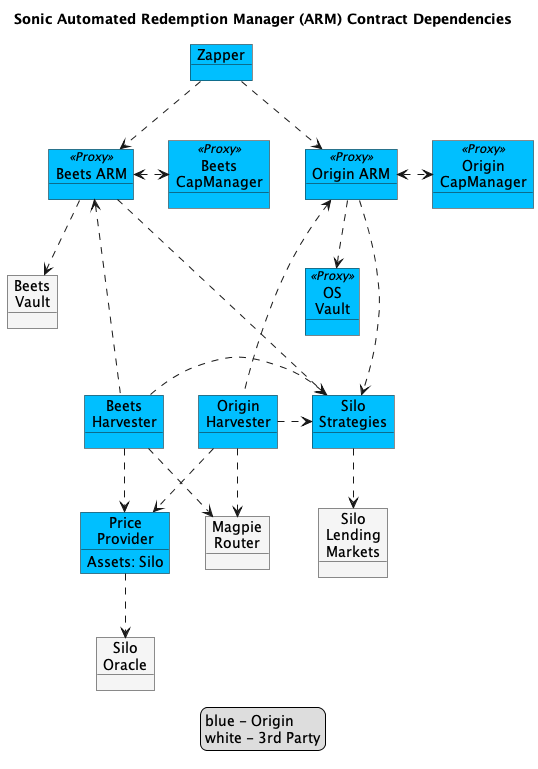 Sonic Automated Redemption Manager (ARM) Contract Dependencies
Zapper
«Proxy»
Beets ARM
Beets
CapManager
«Proxy»
Origin ARM
«Proxy»
Origin
CapManager
Beets
Vault
«Proxy»
OS
Vault
Beets
Harvester
Origin
Harvester
Silo
Strategies
Price
Provider
Assets: Silo
Magpie
Router
Silo
Lending
Markets
Silo
Oracle
blue – Origin
white – 3rd Party